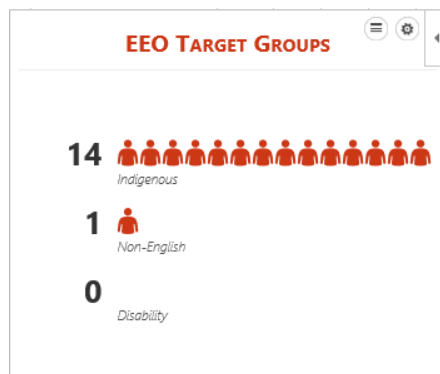 EEO TARGET GROUPS
14
Indigenous
1
Non-English
0
Disability